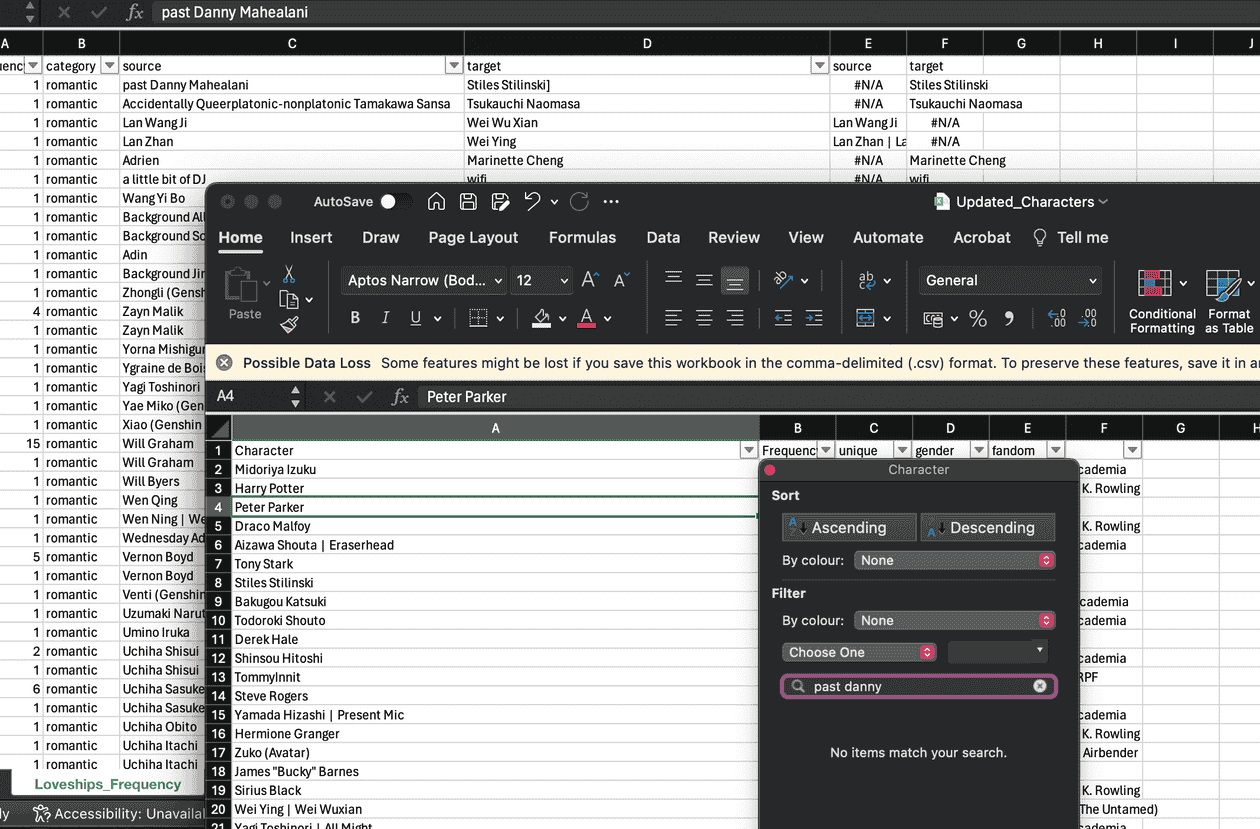 fx past Danny Mahealani
A B C D E F G H I J
category source target source target
1 romantic past Danny Mahealani Stiles Stilinski] #N/A Stiles Stilinski
1 romantic Accidentally Queerplatonic-nonplatonic Tamakawa Sansa Tsukauchi Naomasa #N/A Tsukauchi Naomasa
1 romantic Lan WangJi Wei Wu Xian Lan WangJi #N/A
1 romantic Lan Zhan Wei Ying Lan Zhan | La #N/A
1 romantic Adrien Marinette Cheng #N/A Marinette Cheng
1 romantic a little bit of DJ wifi #N/A wifi
1 romantic Wang Yi Bo
1 romantic Background All
1 romantic Background Sc
1 romantic Adin
1 romantic Background Jin
1 romantic Zhongli (Gensh
4 romantic Zayn Malik
1 romantic Zayn Malik
1 romantic Yorna Mishigur
1 romantic Ygraine de Bois
1 romantic Yagi Toshinori
1 romantic Yae Miko (Gen
1 romantic Xiao (Genshin
15 romantic Will Graham
1 romantic Will Graham
1 romantic Will Byers
1 romantic Wen Qing
1 romantic Wen Ning | We
1 romantic Wednesday Ad
5 romantic Vernon Boyd
1 romantic Vernon Boyd
1 romantic Venti (Genshin
1 romantic Uzumaki Narut
1 romantic Umino Iruka
2 romantic Uchiha Shisui
1 romantic Uchiha Shisui
6 romantic Uchiha Sasuke
1 romantic Uchiha Sasuke
1 romantic Uchiha Obito
1 romantic Uchiha Itachi
1 romantic Uchiha Itachi
Loveships_Frequency
Accessibility: Unavailal
AutoSave Updated_Characters
Home Insert Draw Page Layout Formulas Data Review View Automate Acrobat Tell me
Paste Aptos Narrow (Bod... 12 A A ab General
B I U A % 9 .00 .00
Conditional Formatting Format as Table
Possible Data Loss Some features might be lost if you save this workbook in the comma-delimited (.csv) format. To preserve these features, save it in an
A4 fx Peter Parker
A B C D E F G H
1 Character Frequenc unique gender fandom
2 Midoriya Izuku cademia
3 Harry Potter K. Rowling
4 Peter Parker
5 Draco Malfoy K. Rowling
6 Aizawa Shouta | Eraserhead cademia
7 Tony Stark
8 Stiles Stilinski
9 Bakugou Katsuki cademia
10 Todoroki Shouto cademia
11 Derek Hale
12 Shinsou Hitoshi cademia
13 TommyInnit RPF
14 Steve Rogers
15 Yamada Hizashi | Present Mic cademia
16 Hermione Granger K. Rowling
17 Zuko (Avatar) Airbender
18 James "Bucky" Barnes
19 Sirius Black K. Rowling
20 Wei Ying | Wei Wuxian The Untamed)
21 Yagi Toshinori | All Might
Character
Sort
Ascending Descending
By colour: None
Filter
By colour: None
Choose One
past danny
No items match your search.